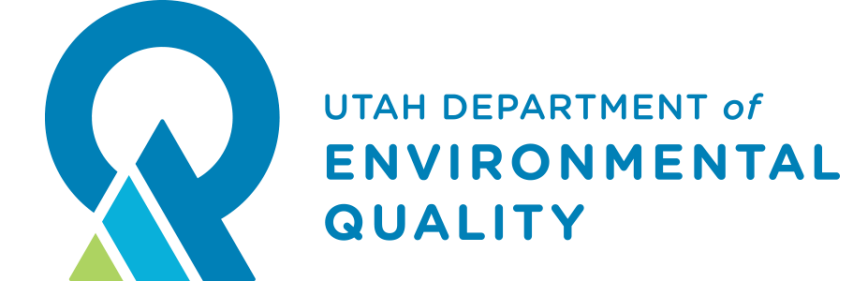 UTAH DEPARTMENT of
ENVIRONMENTAL
QUALITY